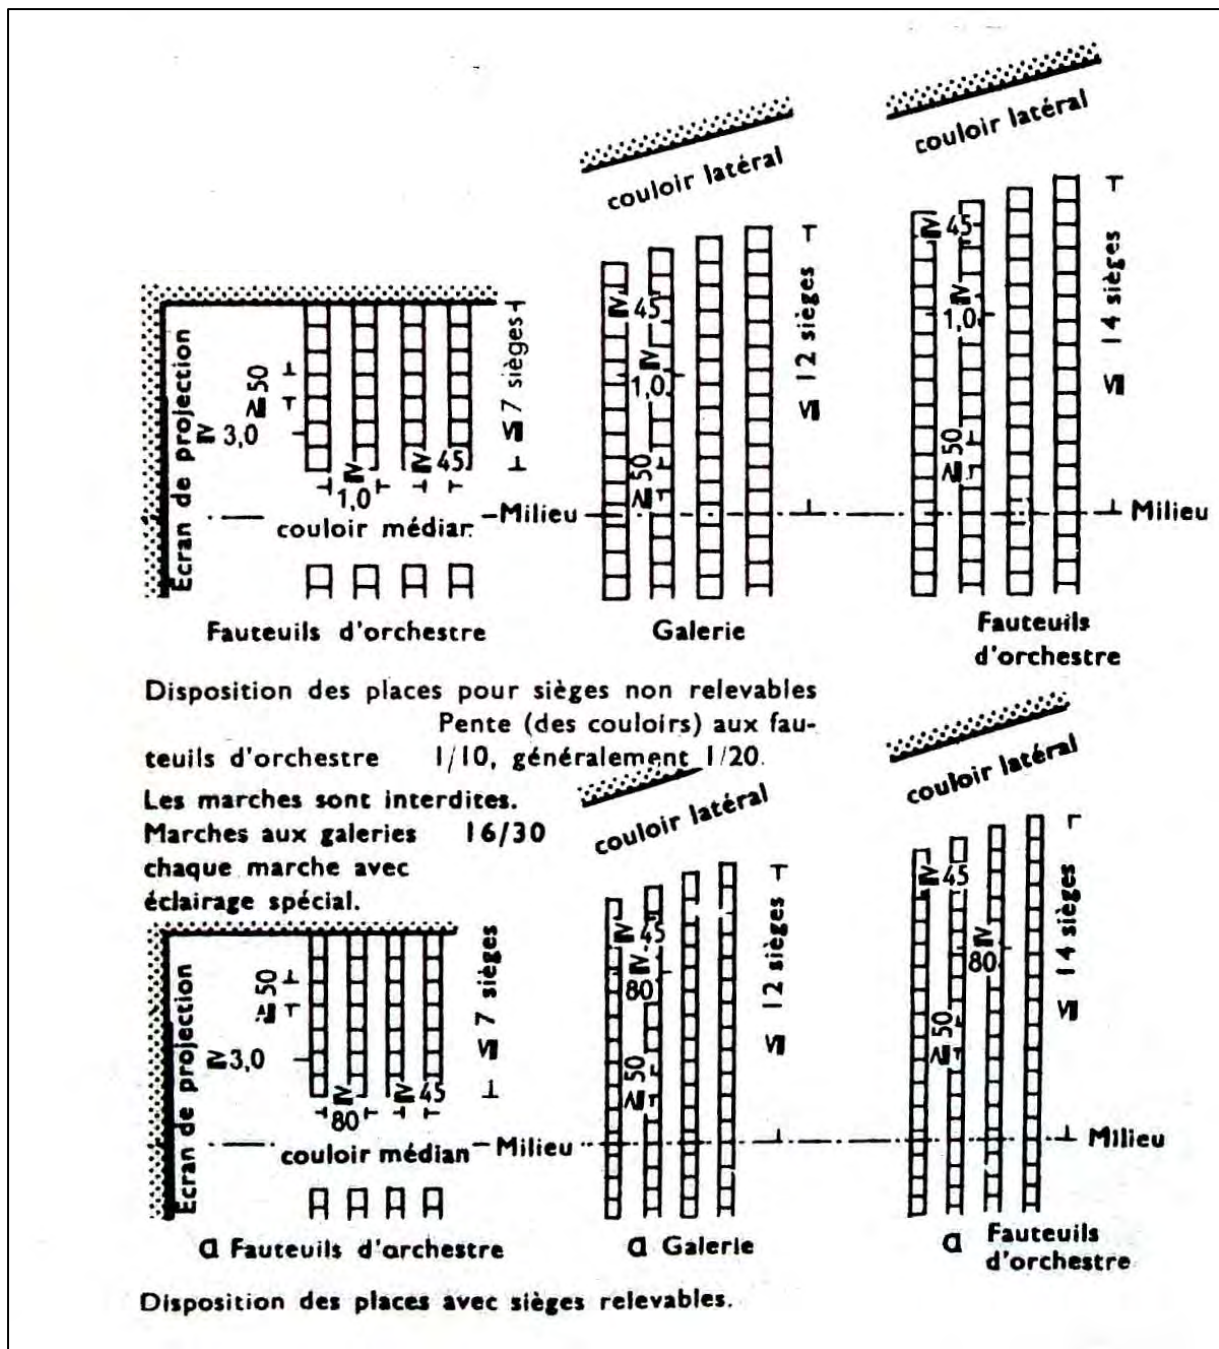 couloir latéral
couloir latéral
≥ 45
≥ 1,0
≥ 50
≤ 14 sièges
≥ 45
≥ 1,0
≥ 50
≤ 12 sièges
Écran de projection
≥ 3,0
≥ 50
≤ 7 sièges
≥ 1,0
≥ 45
couloir médiar.
Milieu
Milieu
Fauteuils d'orchestre
Galerie
Fauteuils
d'orchestre
Disposition des places pour sièges non relevables
Pente (des couloirs) aux fau-
teuils d'orchestre 1/10, généralement 1/20.
Les marches sont interdites.
Marches aux galeries 16/30
chaque marche avec
éclairage spécial.
couloir latéral
couloir latéral
≥ 45
≥ 80
≥ 50
≤ 12 sièges
≥ 45
≥ 80
≥ 50
≤ 14 sièges
Ecran de projection
≥ 50
≥ 3,0
≤ 7 sièges
≥ 80
≥ 45
couloir médian
Milieu
Milieu
a Fauteuils d'orchestre
a Galerie
a Fauteuils
d'orchestre
Disposition des places avec sièges relevables.